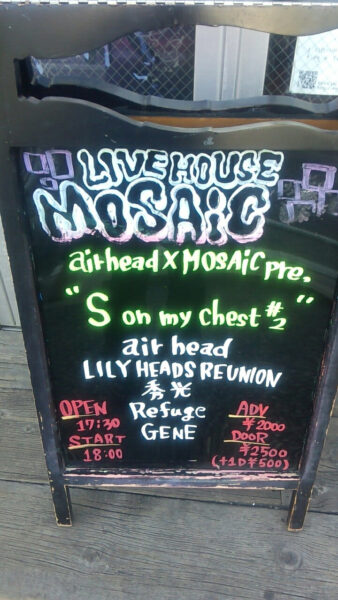 LIVE HOUSE
MOSAiC
airhead X MOSAiC pre.
"S on my chest #2"
air head
LILY HEADS REUNION
秀光
Refuge
GENE
OPEN
17:30
START
18:00
ADV
¥2000
DOOR
¥2500
(+1D¥500)